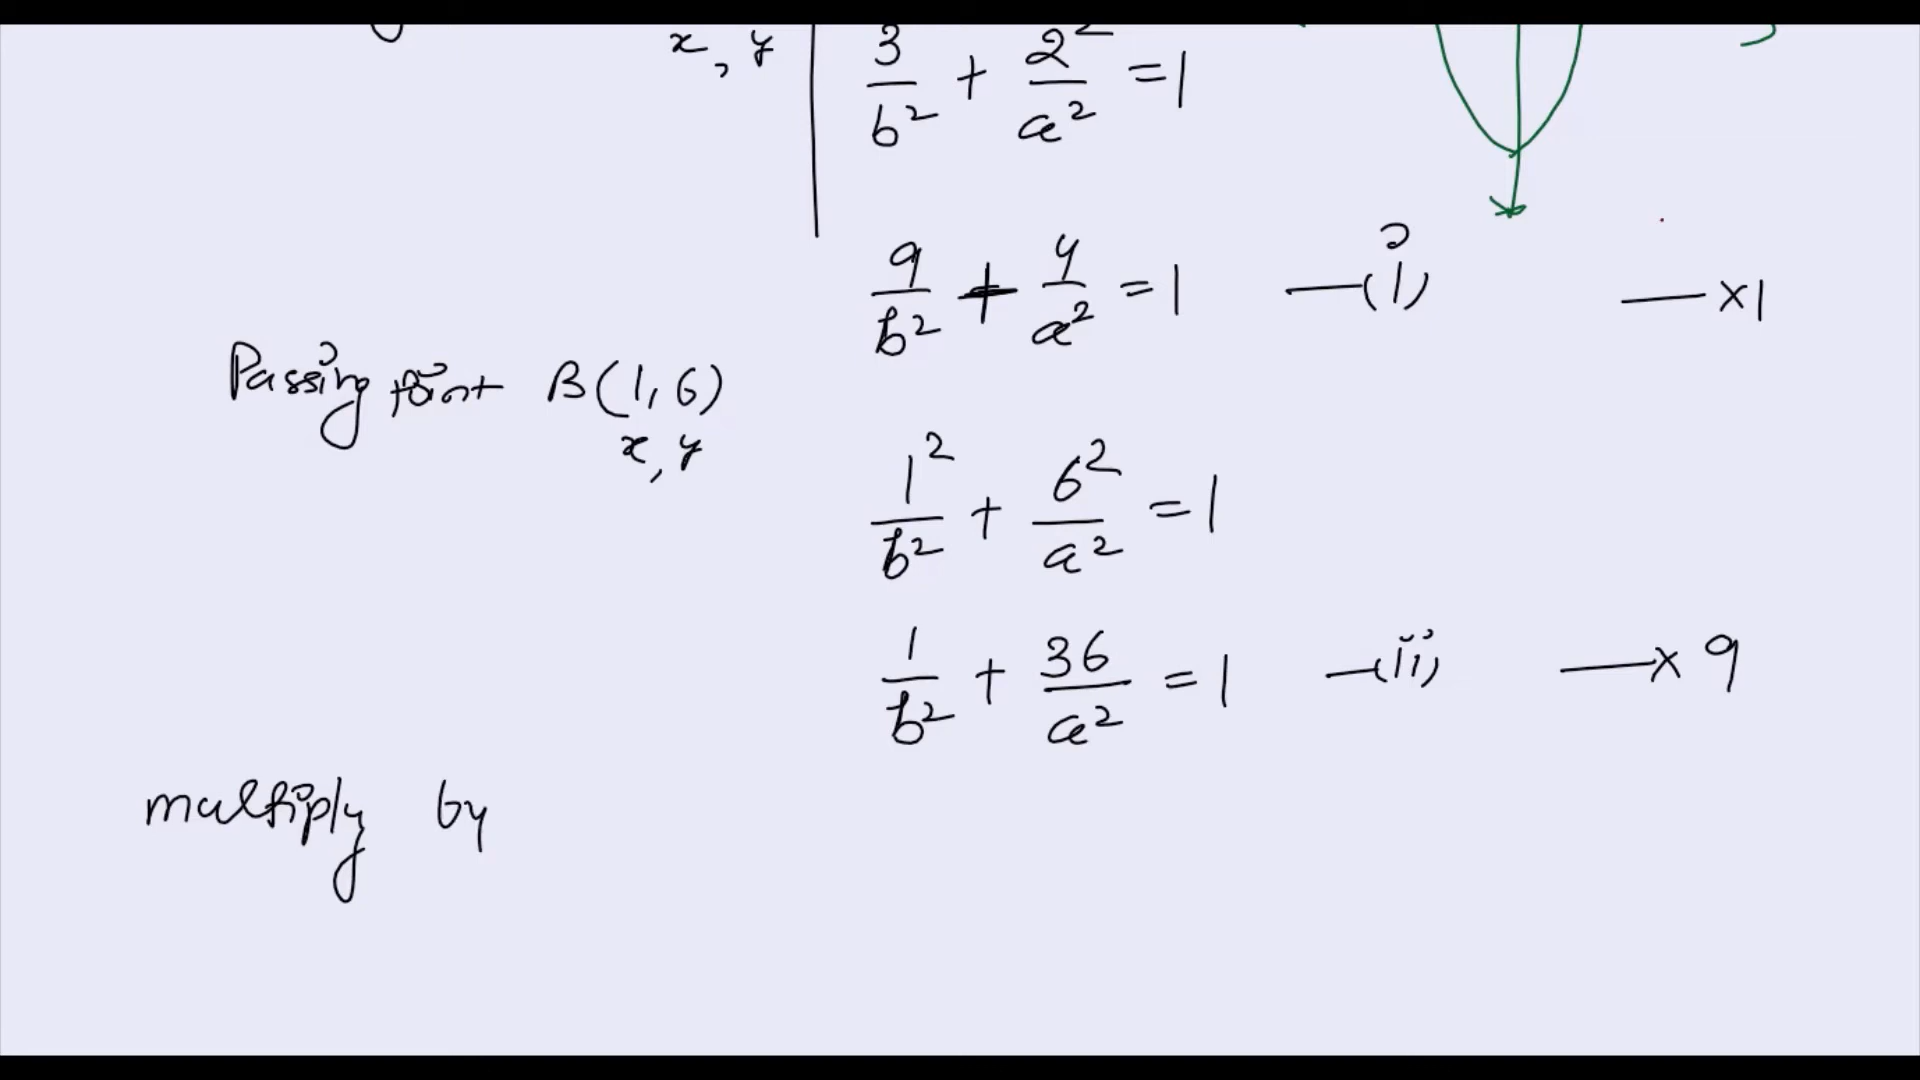 x, y
3/b² + 2²/a² = 1
9/b² + 4/a² = 1 —(i) — ×1
Passing point B(1, 6)
x, y
1²/b² + 6²/a² = 1
1/b² + 36/a² = 1 —(ii) — × 9
multiply by